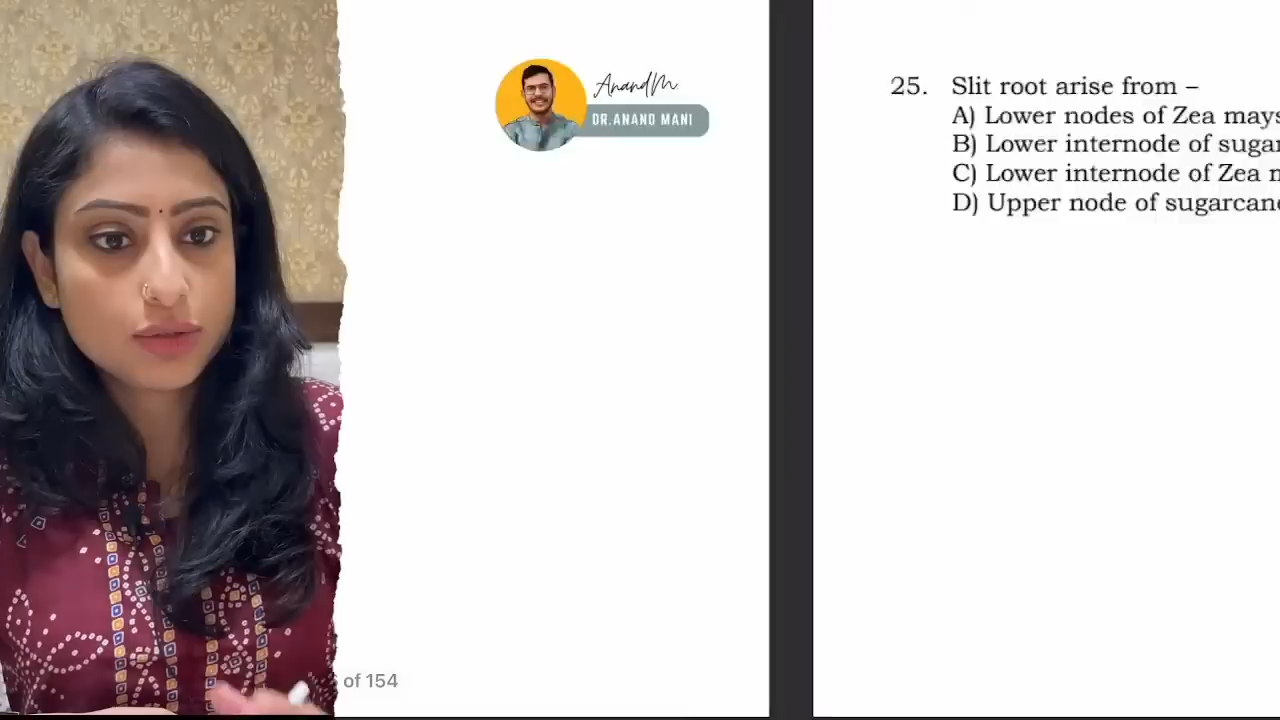 AnandM
DR. ANAND MANI
25. Slit root arise from –
A) Lower nodes of Zea mays
B) Lower internode of
C) Lower internode of Zea
D) Upper node of sugarcane
of 154